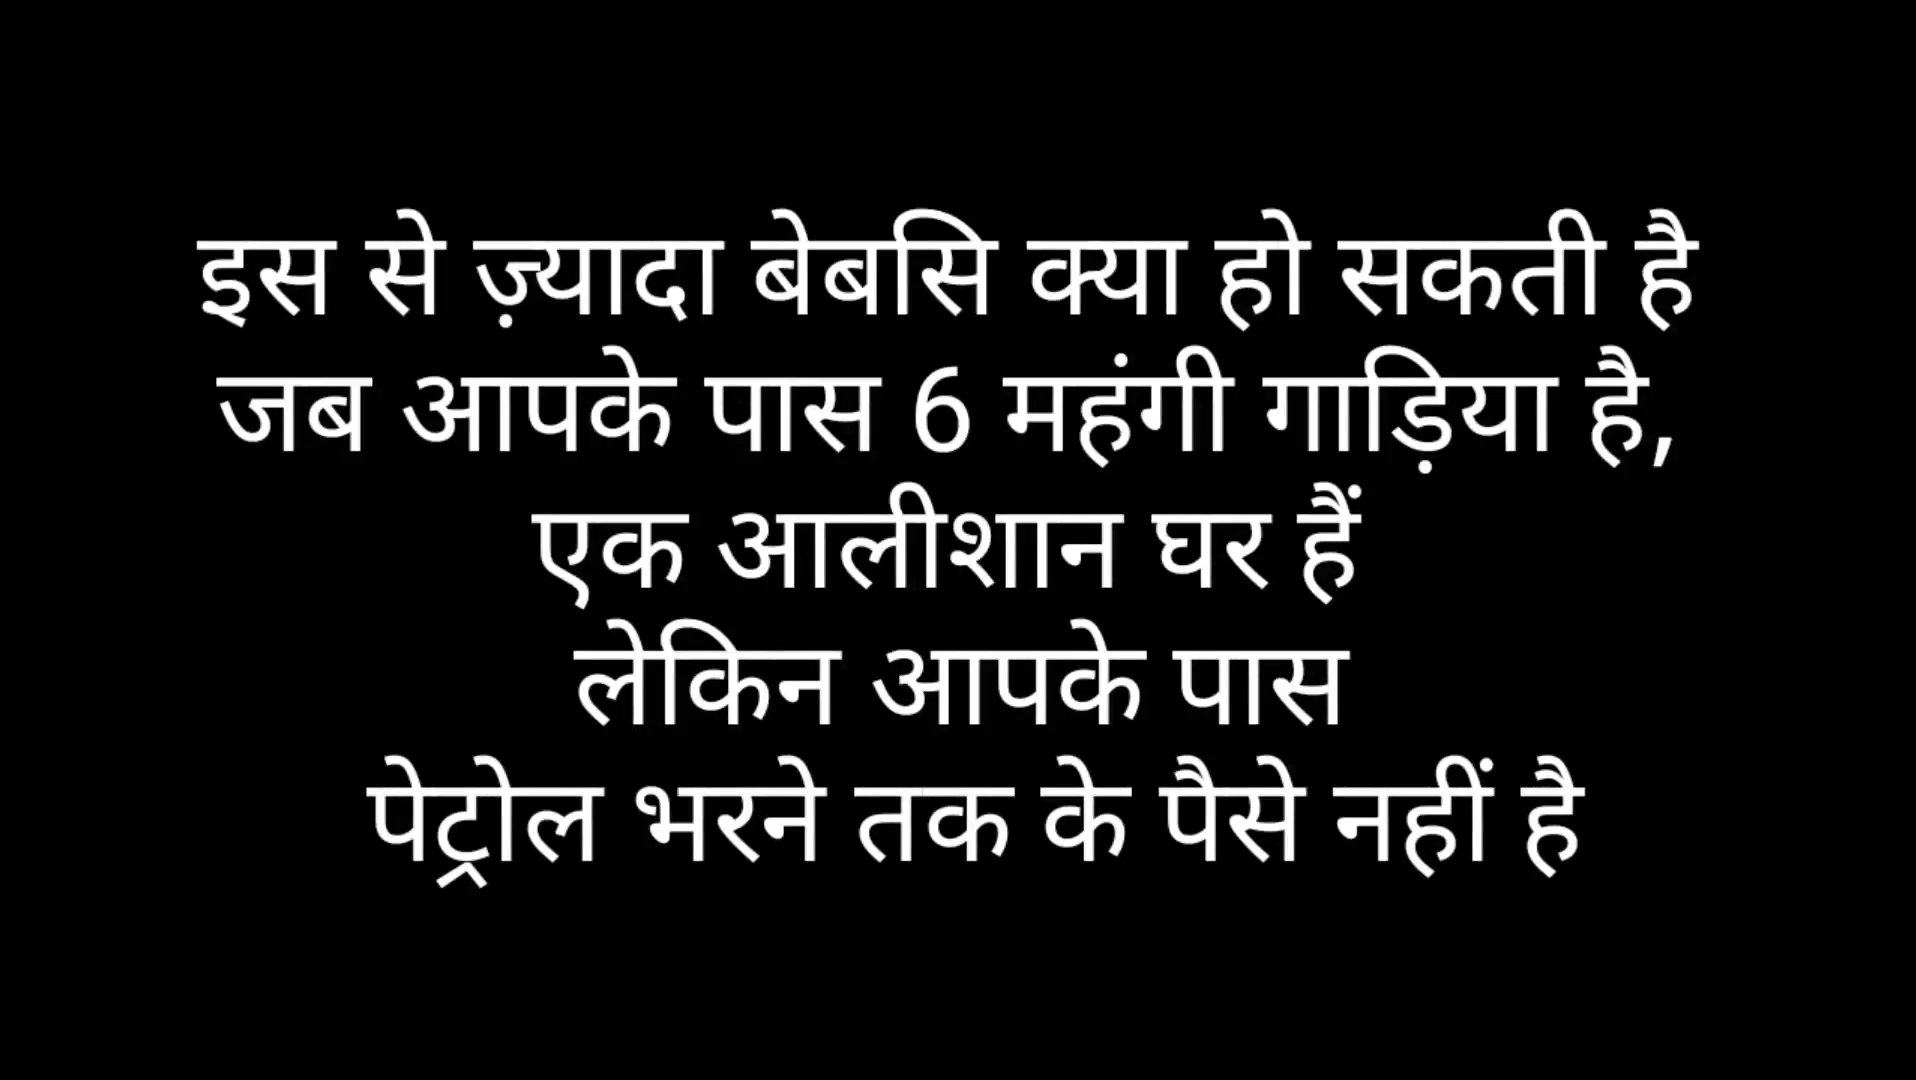 इस से ज़्यादा बेबसि क्या हो सकती है
जब आपके पास 6 महंगी गाड़िया है,
एक आलीशान घर हैं
लेकिन आपके पास
पेट्रोल भरने तक के पैसे नहीं है